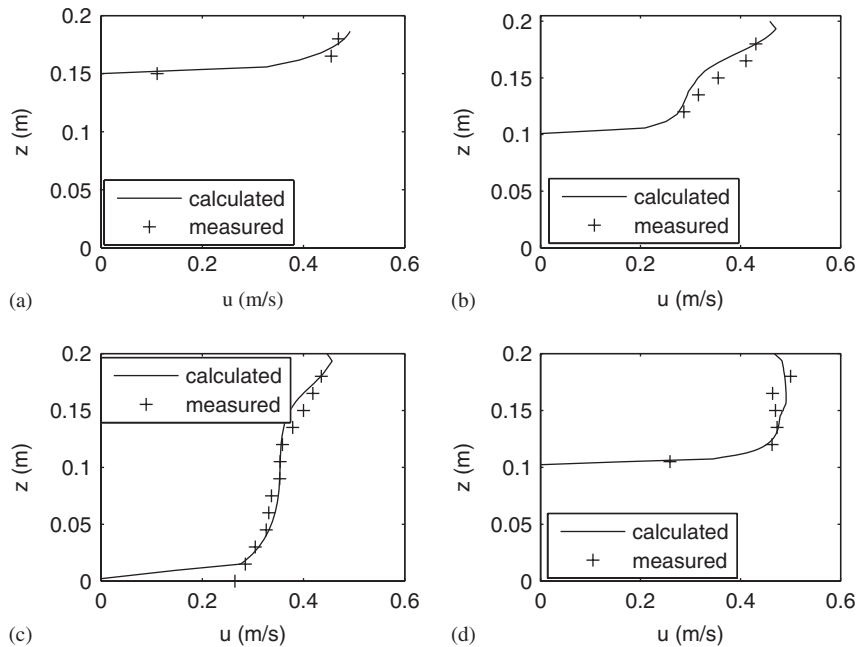 0.2
0.15
0.1
0.05
0
z (m)
calculated
measured
0 0.2 0.4 0.6
(a) u (m/s)
0.2
0.15
0.1
0.05
0
z (m)
calculated
measured
0 0.2 0.4 0.6
(b) u (m/s)
0.2
0.15
0.1
0.05
0
z (m)
calculated
measured
0 0.2 0.4 0.6
(c) u (m/s)
0.2
0.15
0.1
0.05
0
z (m)
calculated
measured
0 0.2 0.4 0.6
(d) u (m/s)